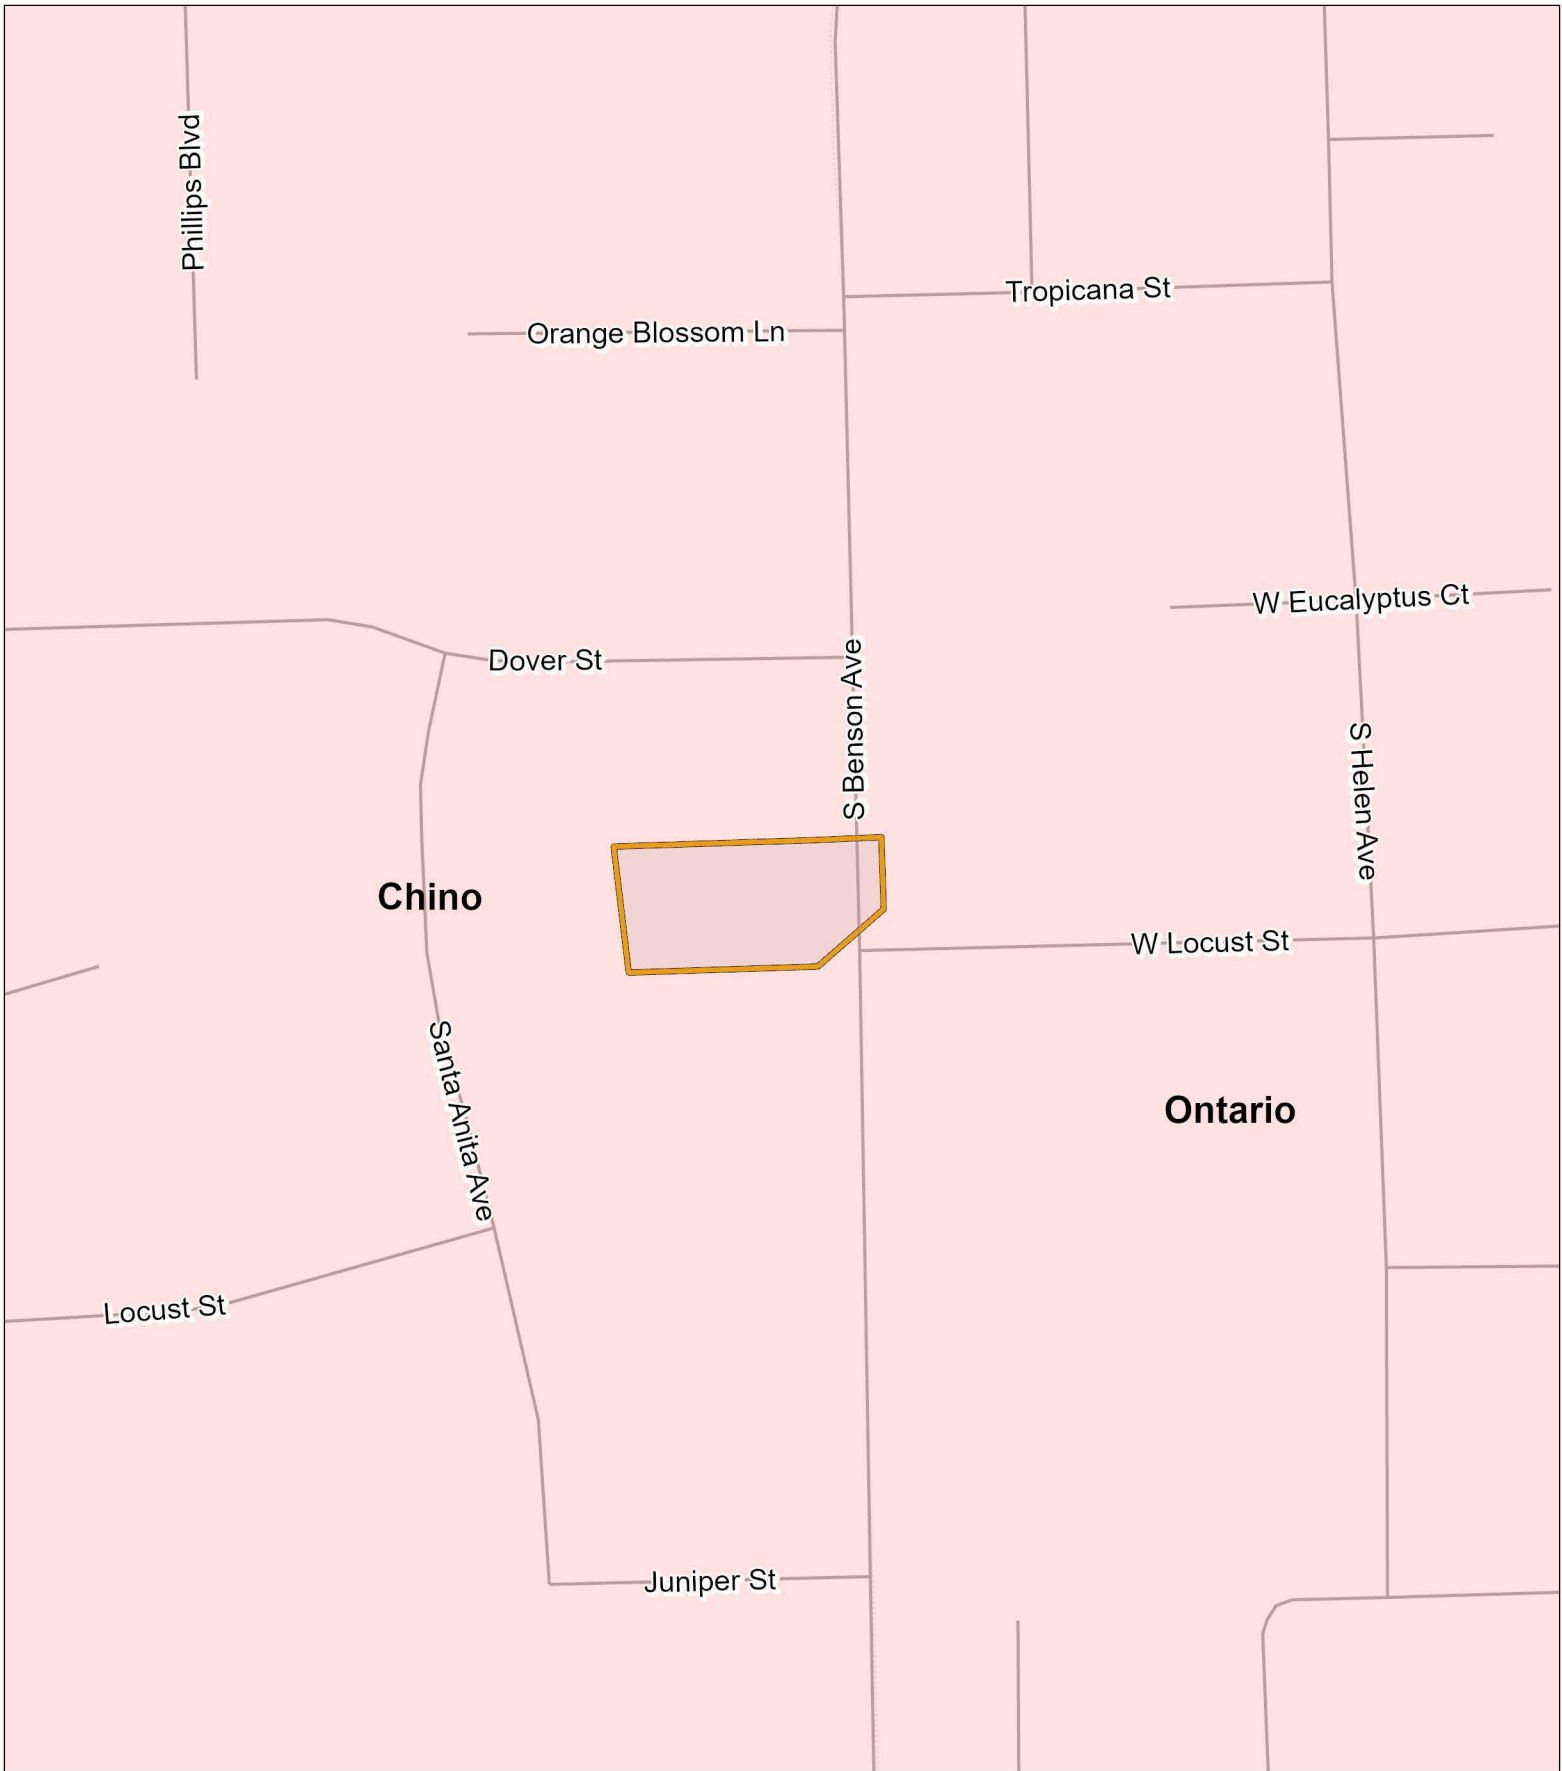 Phillips Blvd
Tropicana St
Orange Blossom Ln
W Eucalyptus Ct
Dover St
S Benson Ave
S Helen Ave
Chino
W Locust St
Santa Anita Ave
Ontario
Locust St
Juniper St